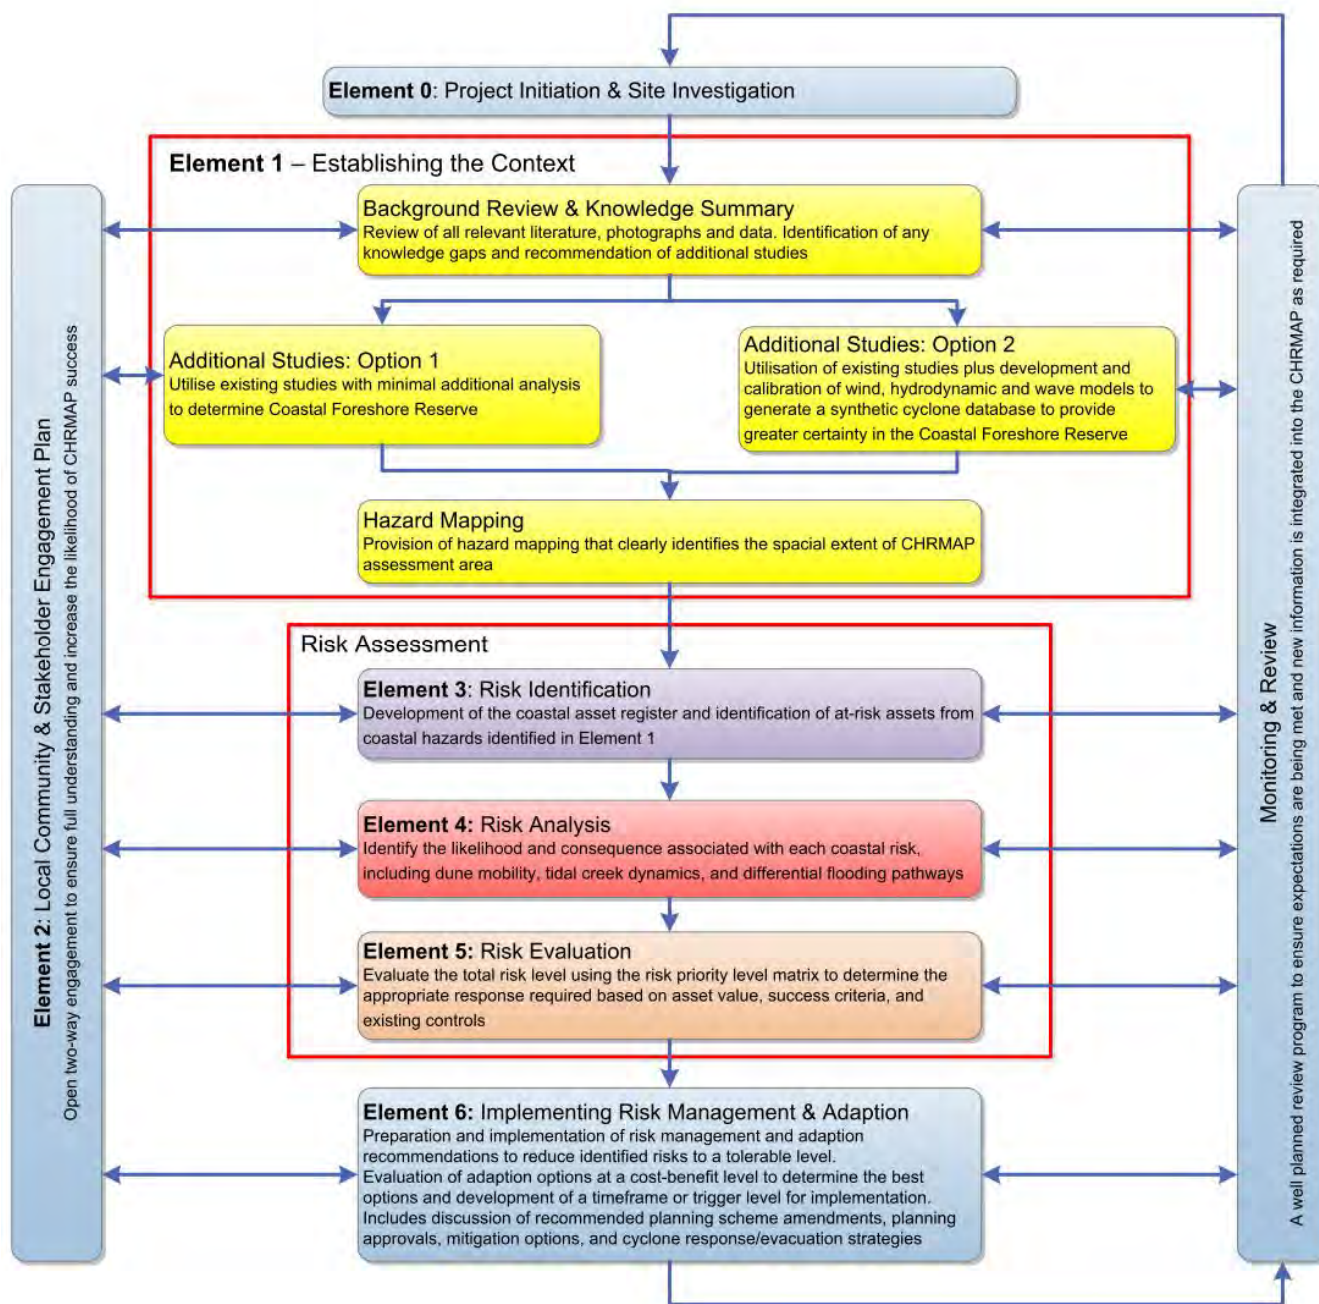 Element 0: Project Initiation & Site Investigation
Element 1 – Establishing the Context
Background Review & Knowledge Summary
Review of all relevant literature, photographs and data. Identification of any
knowledge gaps and recommendation of additional studies
Additional Studies: Option 1
Utilise existing studies with minimal additional analysis
to determine Coastal Foreshore Reserve
Additional Studies: Option 2
Utilisation of existing studies plus development and
calibration of wind, hydrodynamic and wave models to
generate a synthetic cyclone database to provide
greater certainty in the Coastal Foreshore Reserve
Hazard Mapping
Provision of hazard mapping that clearly identifies the spacial extent of CHRMAP
assessment area
Risk Assessment
Element 3: Risk Identification
Development of the coastal asset register and identification of at-risk assets from
coastal hazards identified in Element 1
Element 4: Risk Analysis
Identify the likelihood and consequence associated with each coastal risk,
including dune mobility, tidal creek dynamics, and differential flooding pathways
Element 5: Risk Evaluation
Evaluate the total risk level using the risk priority level matrix to determine the
appropriate response required based on asset value, success criteria, and
existing controls
Element 6: Implementing Risk Management & Adaption
Preparation and implementation of risk management and adaption
recommendations to reduce identified risks to a tolerable level.
Evaluation of adaption options at a cost-benefit level to determine the best
options and development of a timeframe or trigger level for implementation.
Includes discussion of recommended planning scheme amendments, planning
approvals, mitigation options, and cyclone response/evacuation strategies
Element 2: Local Community & Stakeholder Engagement Plan
Open two-way engagement to ensure full understanding and increase the likelihood of CHRMAP success
Monitoring & Review
A well planned review program to ensure expectations are being met and new information is integrated into the CHRMAP as required